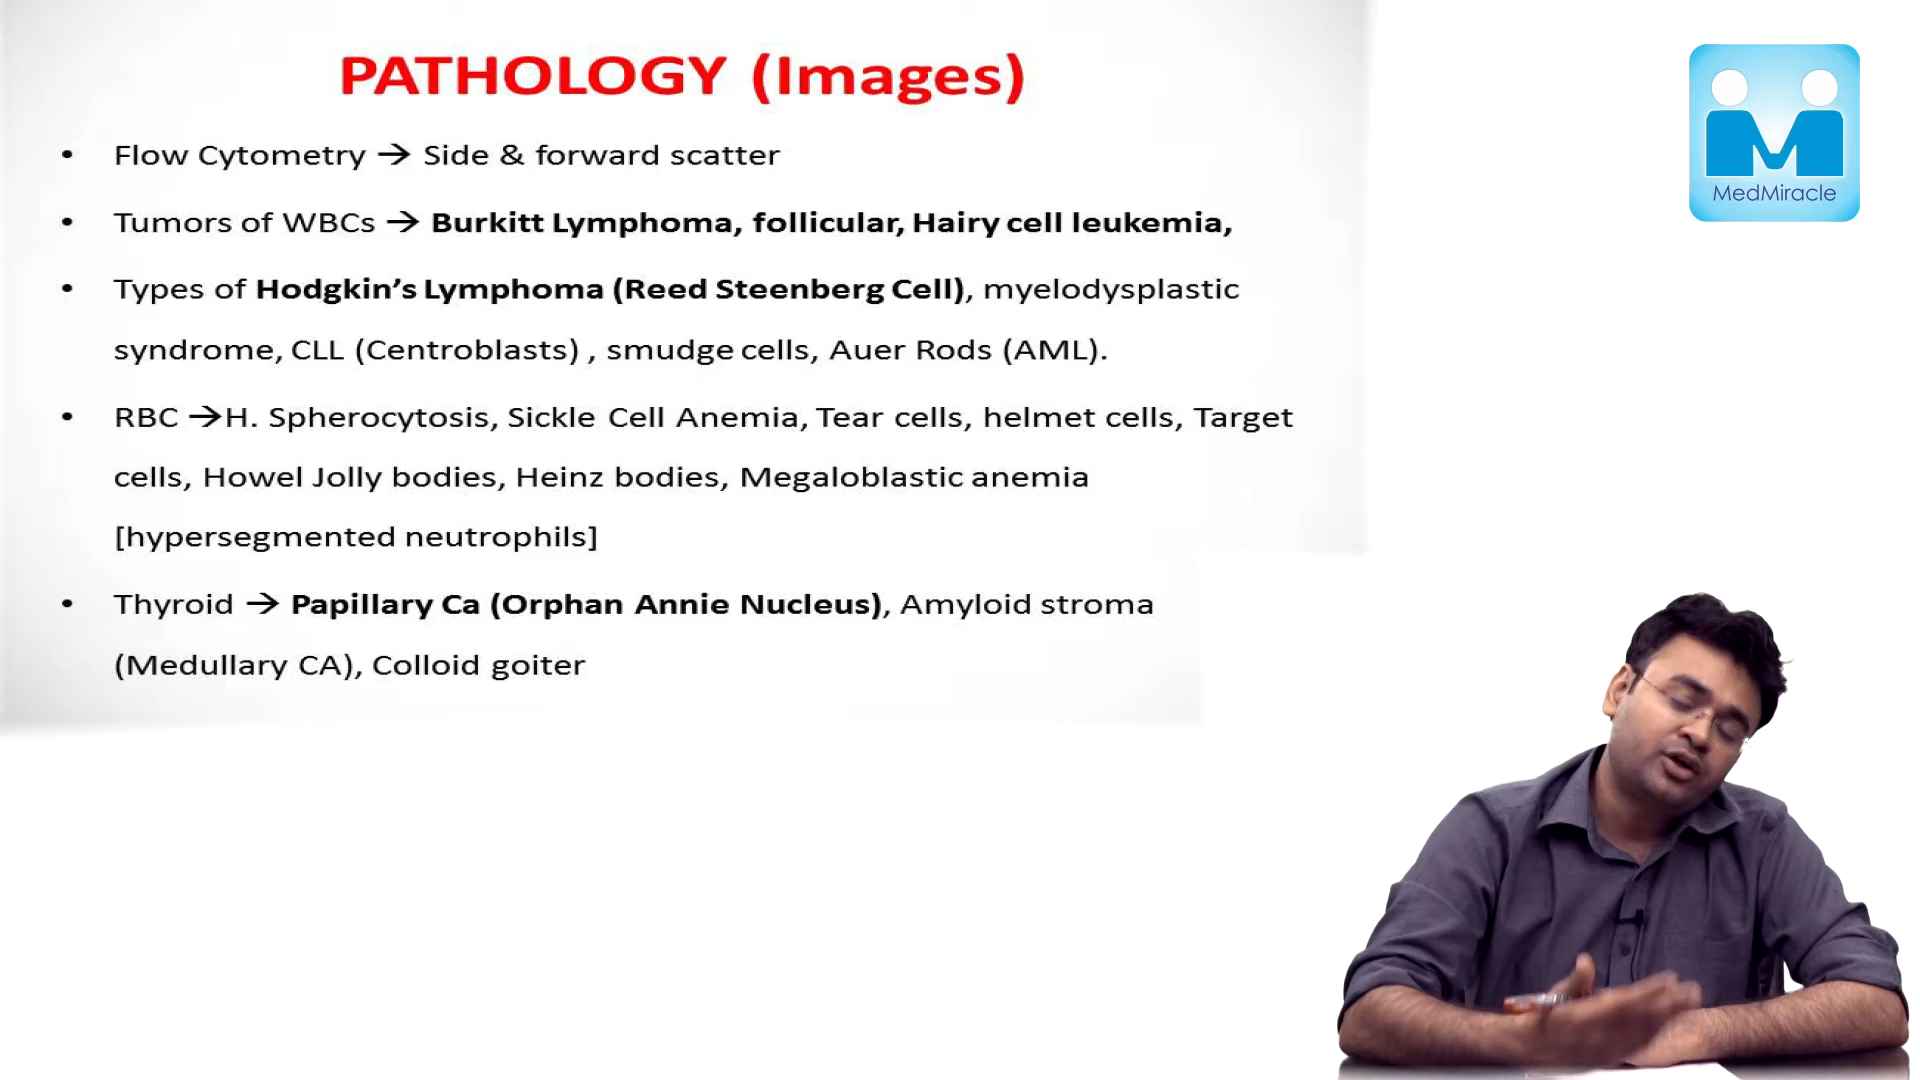 PATHOLOGY (Images)
• Flow Cytometry → Side & forward scatter
• Tumors of WBCs → Burkitt Lymphoma, follicular, Hairy cell leukemia,
• Types of Hodgkin’s Lymphoma (Reed Steenberg Cell), myelodysplastic
syndrome, CLL (Centroblasts) , smudge cells, Auer Rods (AML).
• RBC →H. Spherocytosis, Sickle Cell Anemia, Tear cells, helmet cells, Target
cells, Howel Jolly bodies, Heinz bodies, Megaloblastic anemia
[hypersegmented neutrophils]
• Thyroid → Papillary Ca (Orphan Annie Nucleus), Amyloid stroma
(Medullary CA), Colloid goiter
MedMiracle